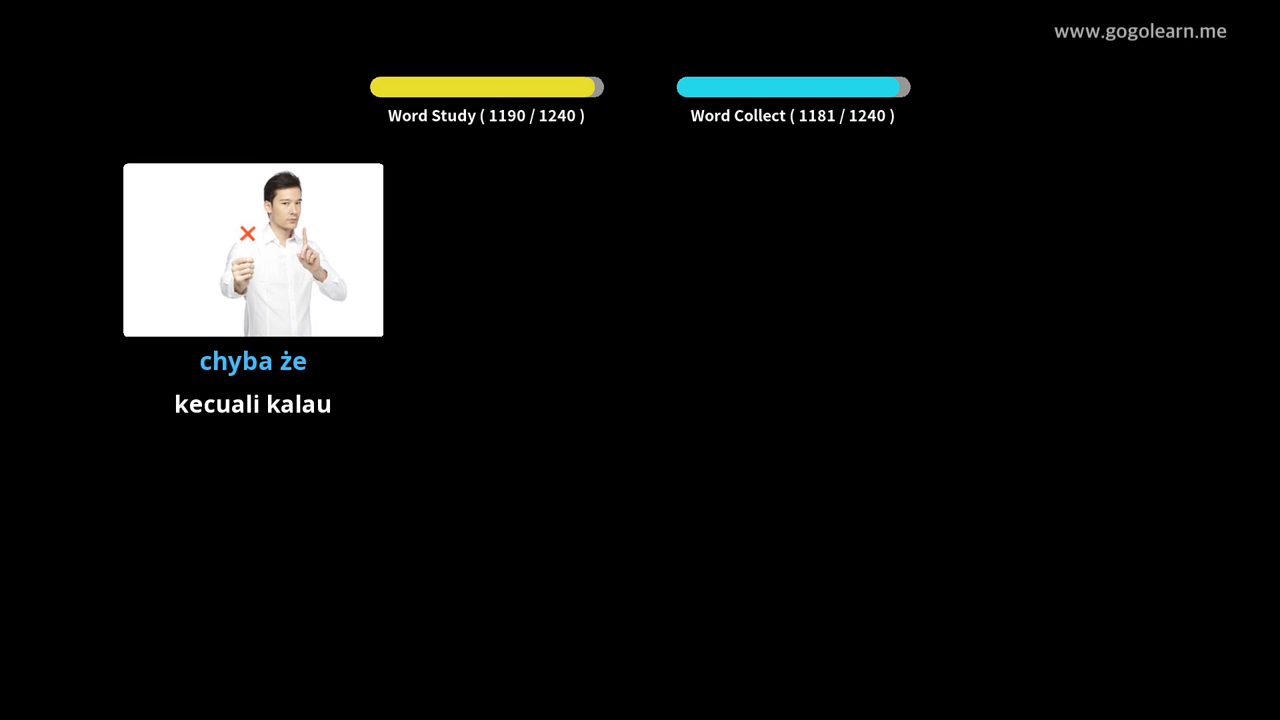 www.gogolearn.me
Word Study ( 1190 / 1240 )
Word Collect ( 1181 / 1240 )
chyba że
kecuali kalau